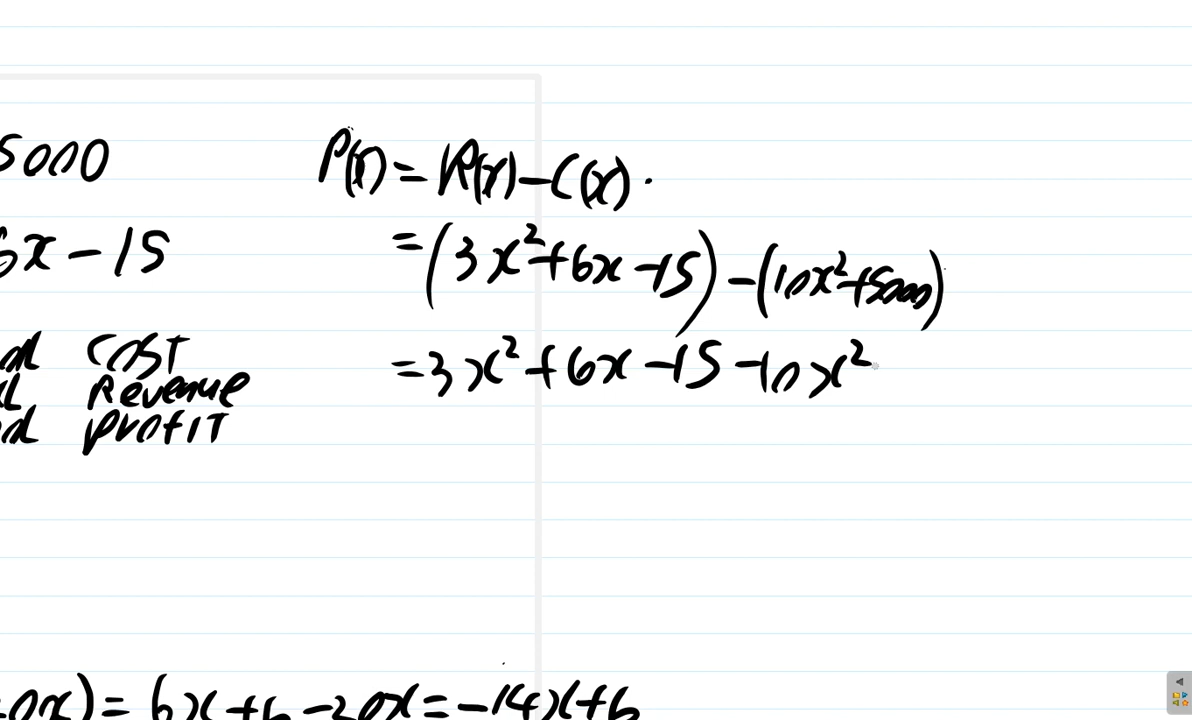 5000
P(x) = R(x) - C(x).
6x - 15
= (3x² + 6x - 15) - (10x² + 5000)
cost
= 3x² + 6x - 15 - 10x²
Revenue
profit
0x) = 6x + 6 - 20x = -14x + 6